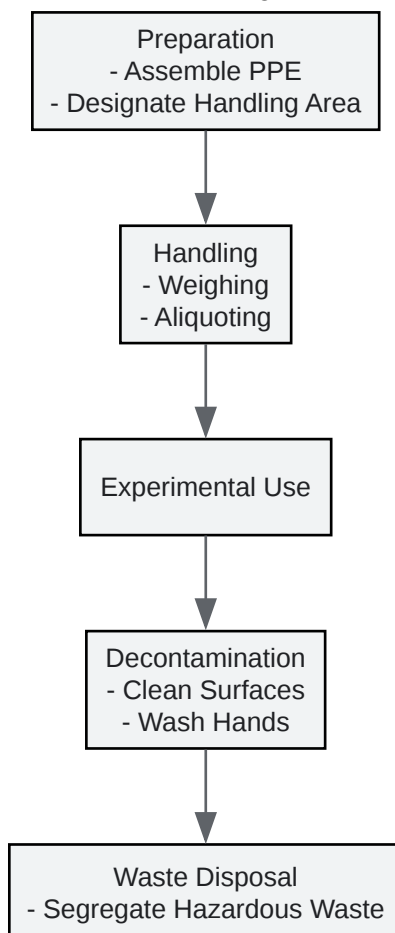 Preparation
- Assemble PPE
- Designate Handling Area
Handling
- Weighing
- Aliquoting
Experimental Use
Decontamination
- Clean Surfaces
- Wash Hands
Waste Disposal
- Segregate Hazardous Waste